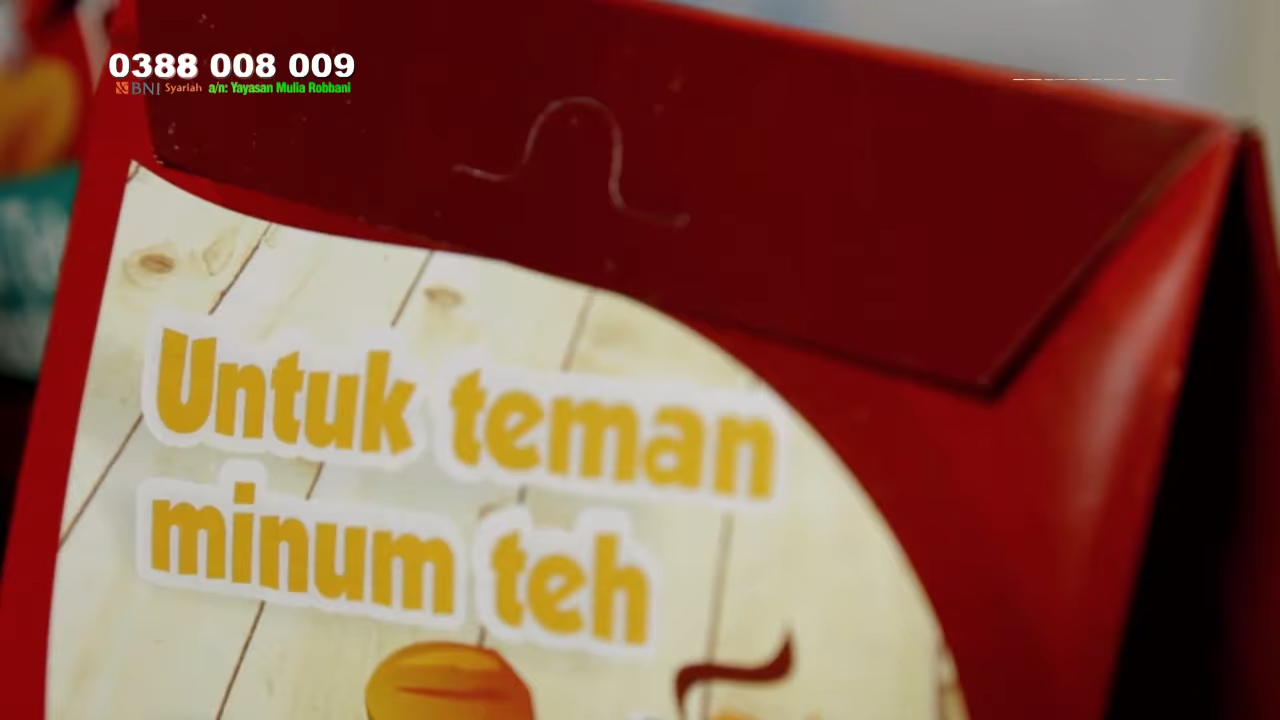 0388 008 009
BNI Syariah a/n: Yayasan Mulia Robbani
Untuk teman
minum teh